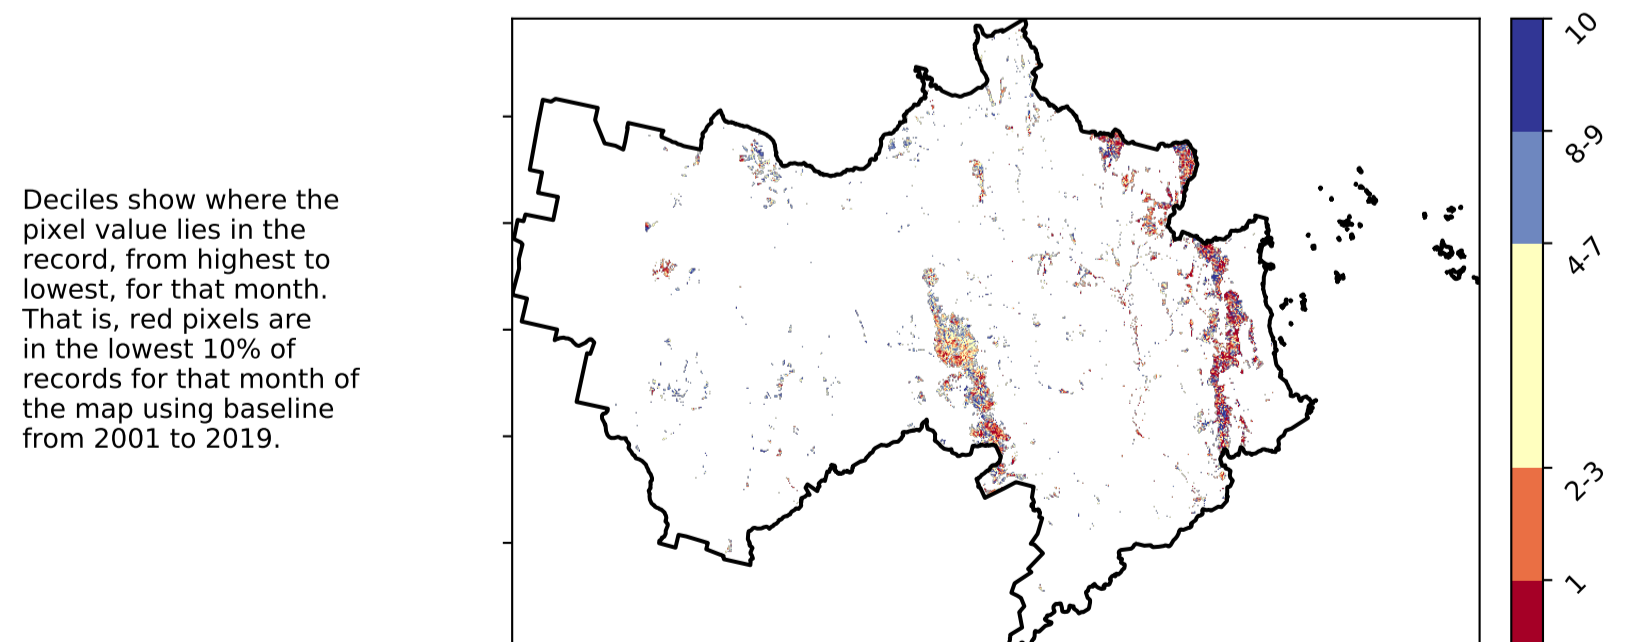 Deciles show where the
pixel value lies in the
record, from highest to
lowest, for that month.
That is, red pixels are
in the lowest 10% of
records for that month of
the map using baseline
from 2001 to 2019.
10
8-9
4-7
2-3
1